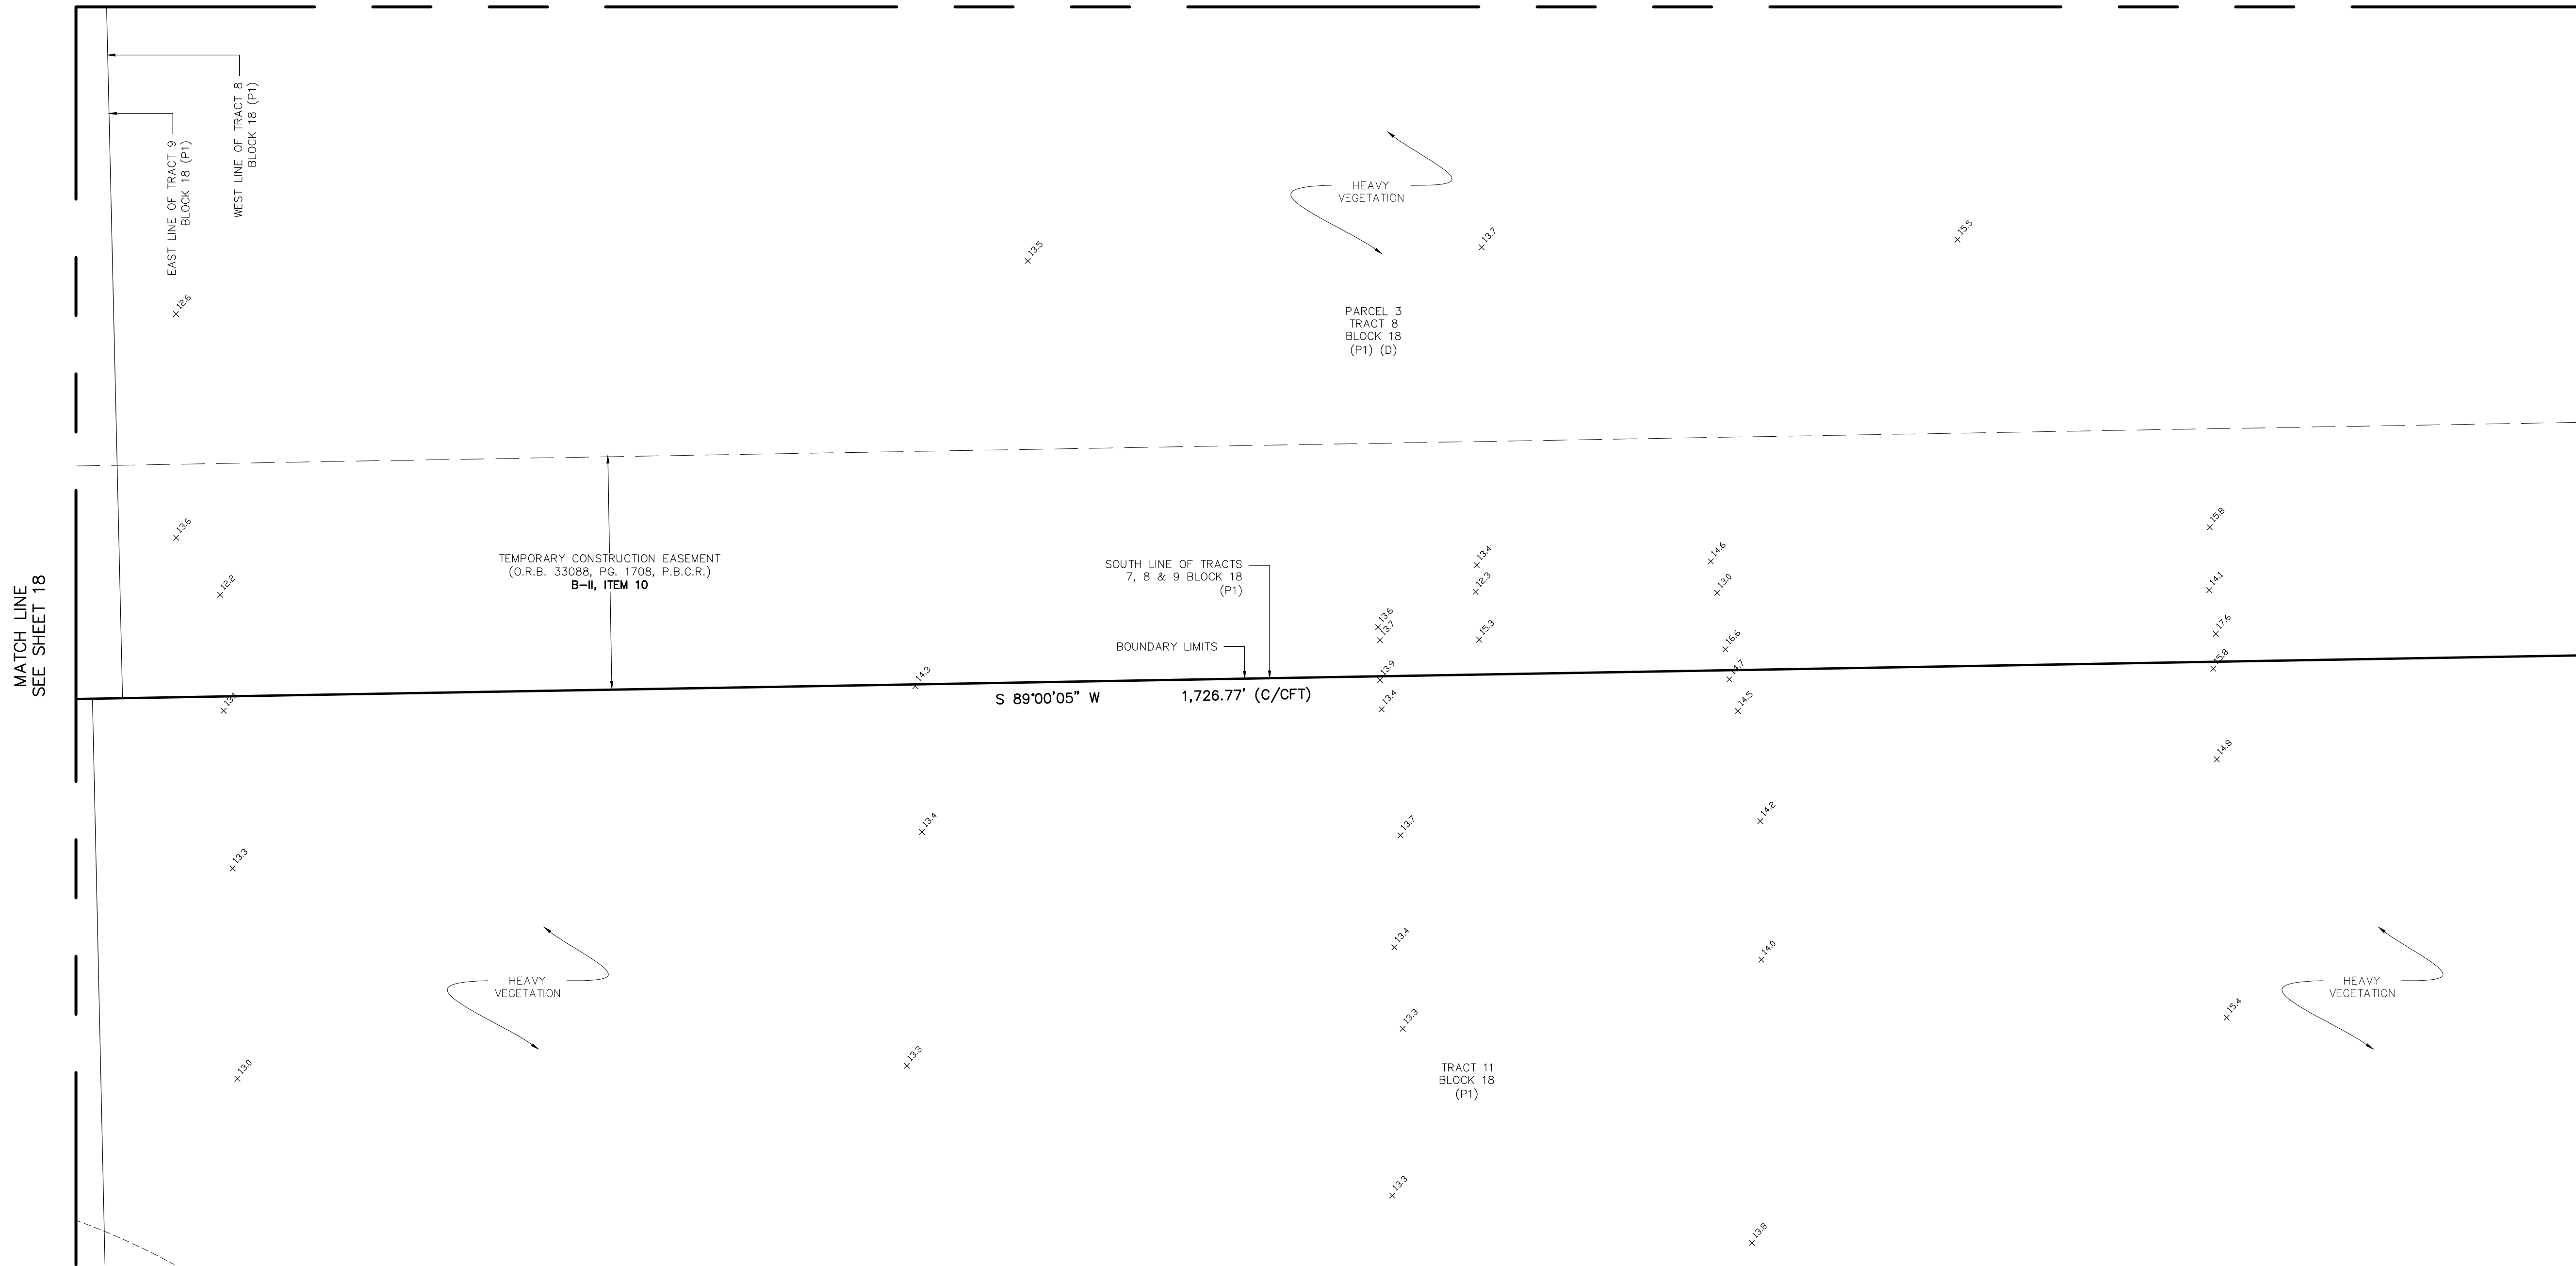 WEST LINE OF TRACT 8
BLOCK 18 (P1)
EAST LINE OF TRACT 9
BLOCK 18 (P1)
HEAVY
VEGETATION
13.5
13.7
15.5
12.6
PARCEL 3
TRACT 8
BLOCK 18
(P1) (D)
13.6
15.8
12.2
TEMPORARY CONSTRUCTION EASEMENT
(O.R.B. 33088, PG. 1708, P.B.C.R.)
B-II, ITEM 10
SOUTH LINE OF TRACTS
7, 8 & 9 BLOCK 18
(P1)
13.4
14.6
12.3
13.0
14.1
MATCH LINE
SEE SHEET 18
13.6
13.7
15.3
16.6
17.6
BOUNDARY LIMITS
14.3
13.9
14.7
15.8
13.1
S 89°00'05" W
1,726.77' (C/CFT)
13.4
14.5
14.8
13.3
13.4
13.7
14.2
13.4
14.0
HEAVY
VEGETATION
HEAVY
VEGETATION
15.4
13.0
13.3
13.3
TRACT 11
BLOCK 18
(P1)
13.3
13.8